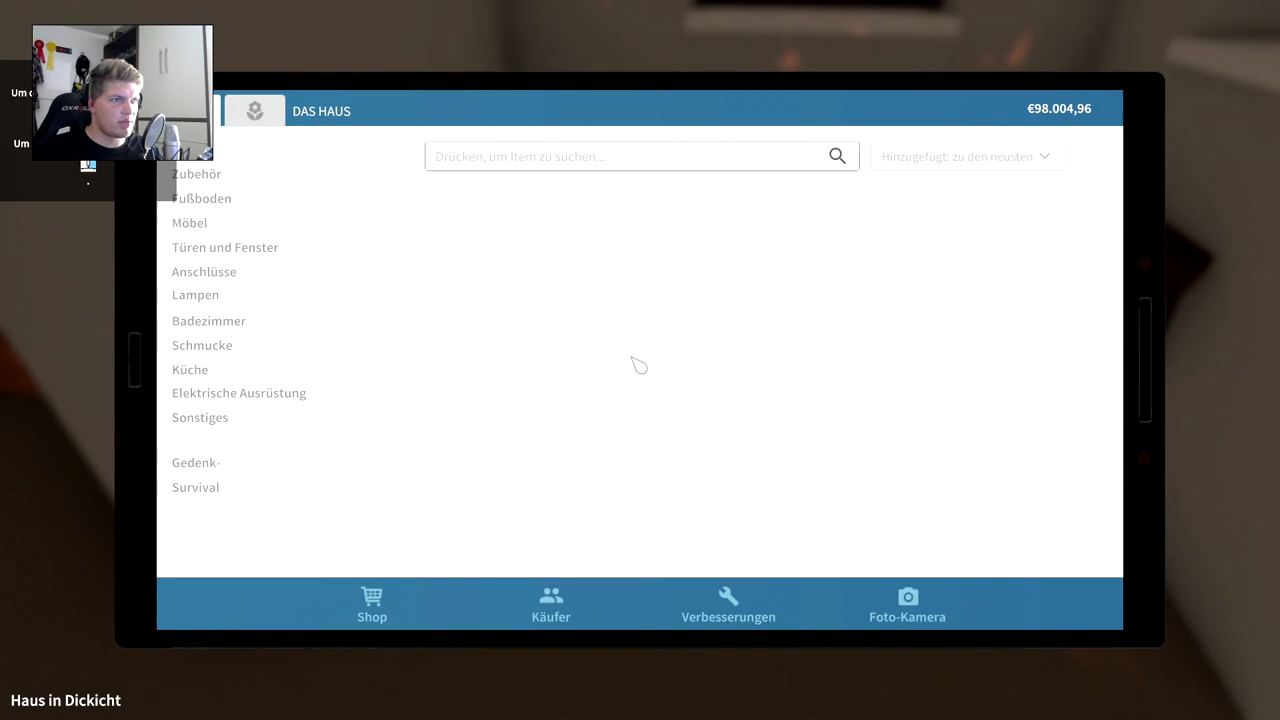 Um
DAS HAUS
€98.004,96
Um
Drücken, um Item zu suchen...
Hinzugefügt: zu den neusten
Zubehör
Fußboden
Möbel
Türen und Fenster
Anschlüsse
Lampen
Badezimmer
Schmucke
Küche
Elektrische Ausrüstung
Sonstiges
Gedenk-
Survival
Shop
Käufer
Verbesserungen
Foto-Kamera
Haus in Dickicht